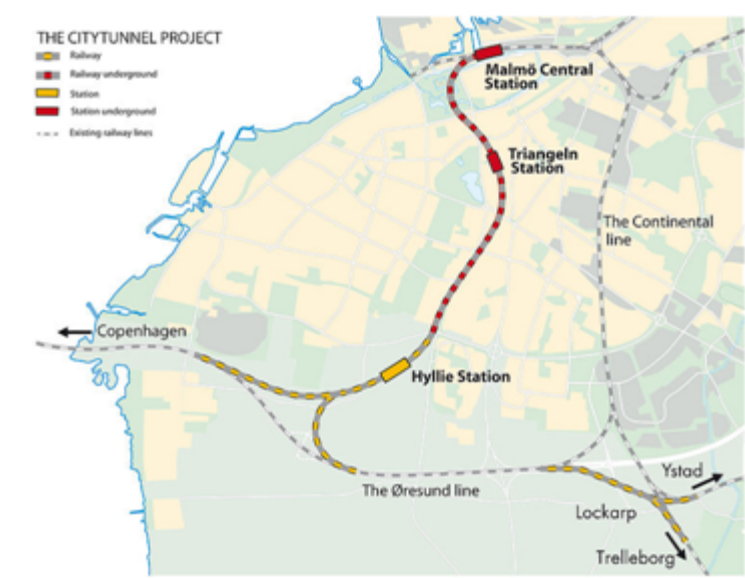 THE CITYTUNNEL PROJECT
Railway
Railway underground
Station
Station underground
Existing railway lines
Malmö Central
Station
Triangeln
Station
The Continental
line
Copenhagen
Hyllie Station
Ystad
The Øresund line
Lockarp
Trelleborg